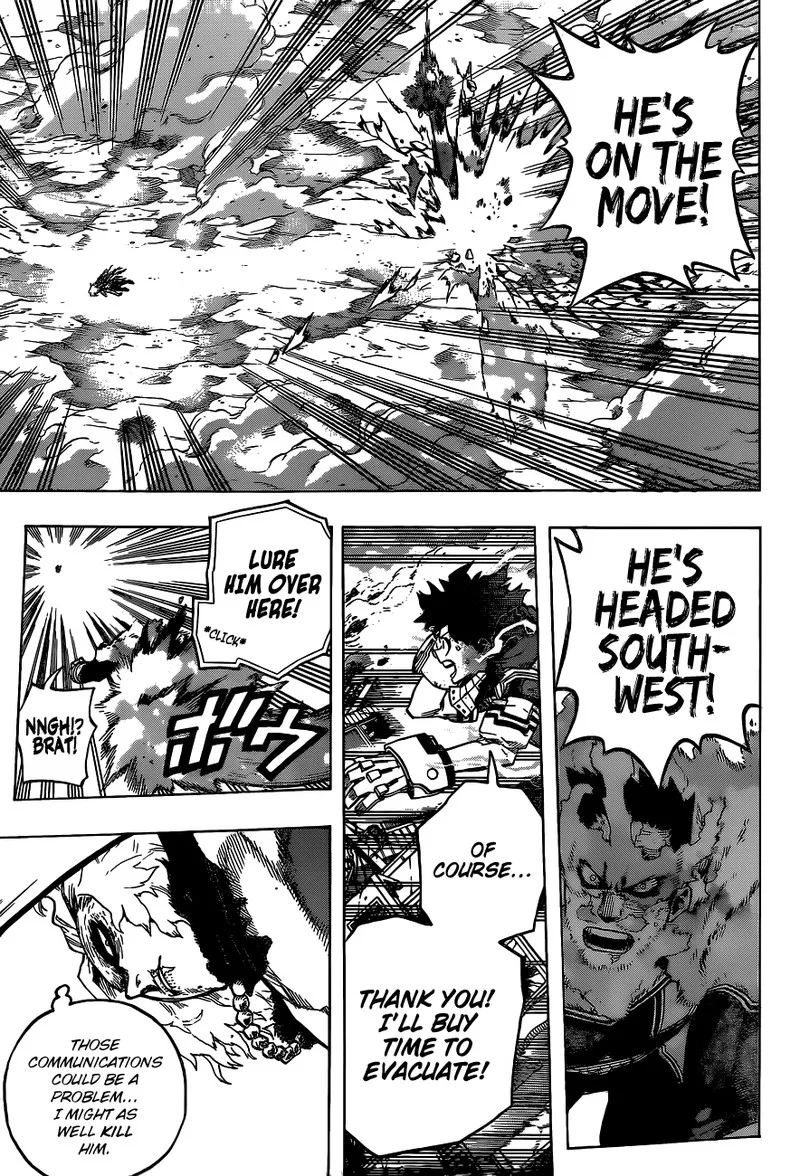 HE'S
ON THE
MOVE!
HE'S
HEADED
SOUTH-
WEST!
OF
COURSE...
THANK YOU!
I'LL BUY
TIME TO
EVACUATE!
LURE
HIM OVER
HERE!
*CLICK*
ボウ
NNGH!?
BRAT!
THOSE
COMMUNICATIONS
COULD BE A
PROBLEM...
I MIGHT AS
WELL KILL
HIM.